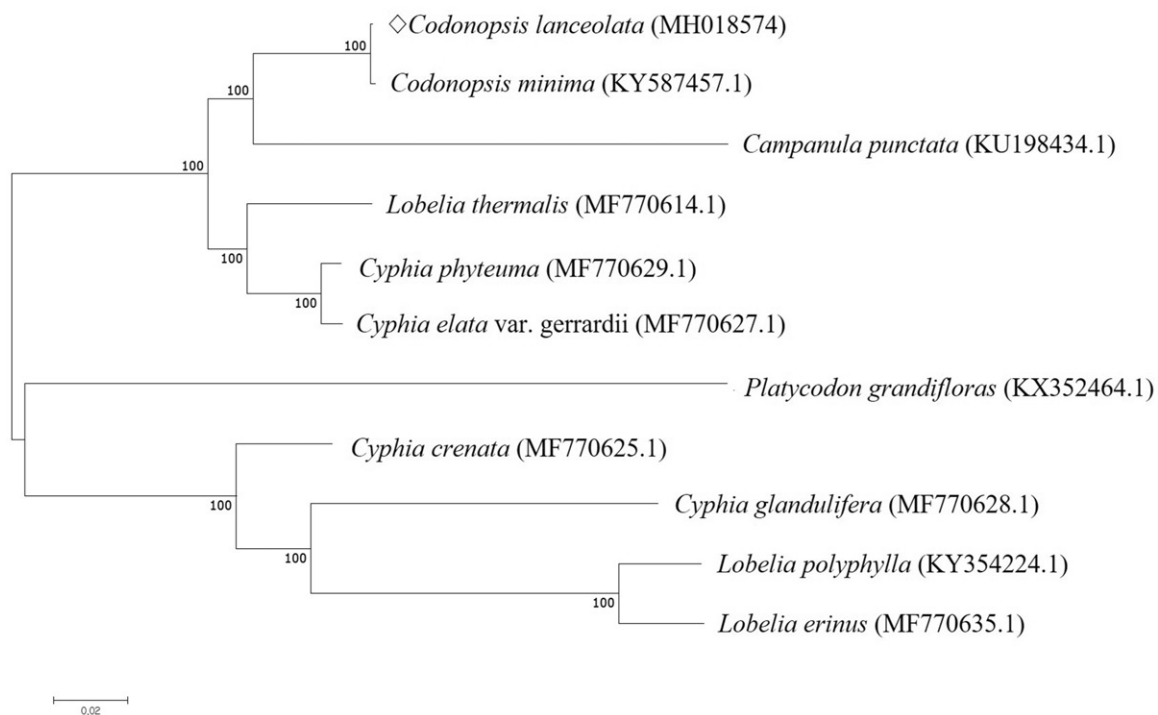 ◇Codonopsis lanceolata (MH018574)
100
Codonopsis minima (KY587457.1)
100
Campanula punctata (KU198434.1)
100
Lobelia thermalis (MF770614.1)
100
Cyphia phyteuma (MF770629.1)
100
Cyphia elata var. gerrardii (MF770627.1)
Platycodon grandifloras (KX352464.1)
Cyphia crenata (MF770625.1)
100
Cyphia glandulifera (MF770628.1)
100
Lobelia polyphylla (KY354224.1)
100
Lobelia erinus (MF770635.1)
0.02